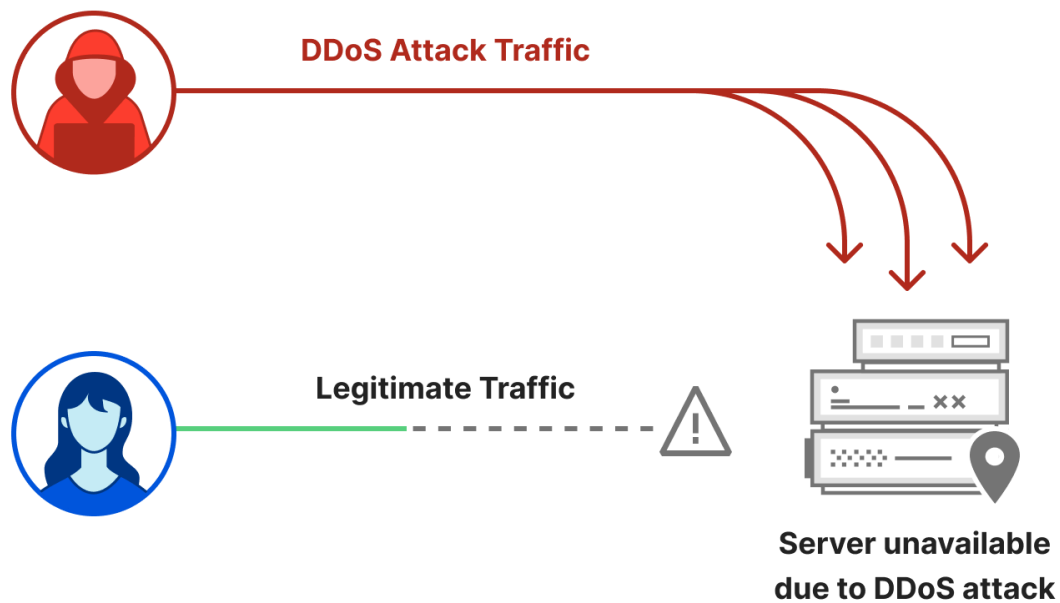 DDoS Attack Traffic
Legitimate Traffic
Server unavailable
due to DDoS attack